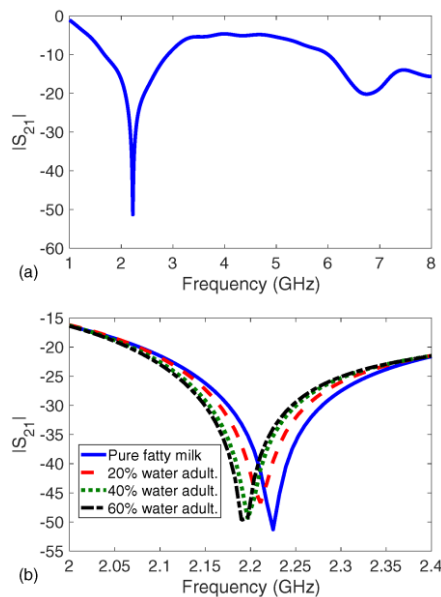 0
-10
-20
-30
-40
-50
-60
|S21|
1 2 3 4 5 6 7 8
Frequency (GHz)
(a)
-15
-20
-25
-30
-35
-40
-45
-50
-55
|S21|
Pure fatty milk
20% water adult.
40% water adult.
60% water adult.
2 2.05 2.1 2.15 2.2 2.25 2.3 2.35 2.4
Frequency (GHz)
(b)